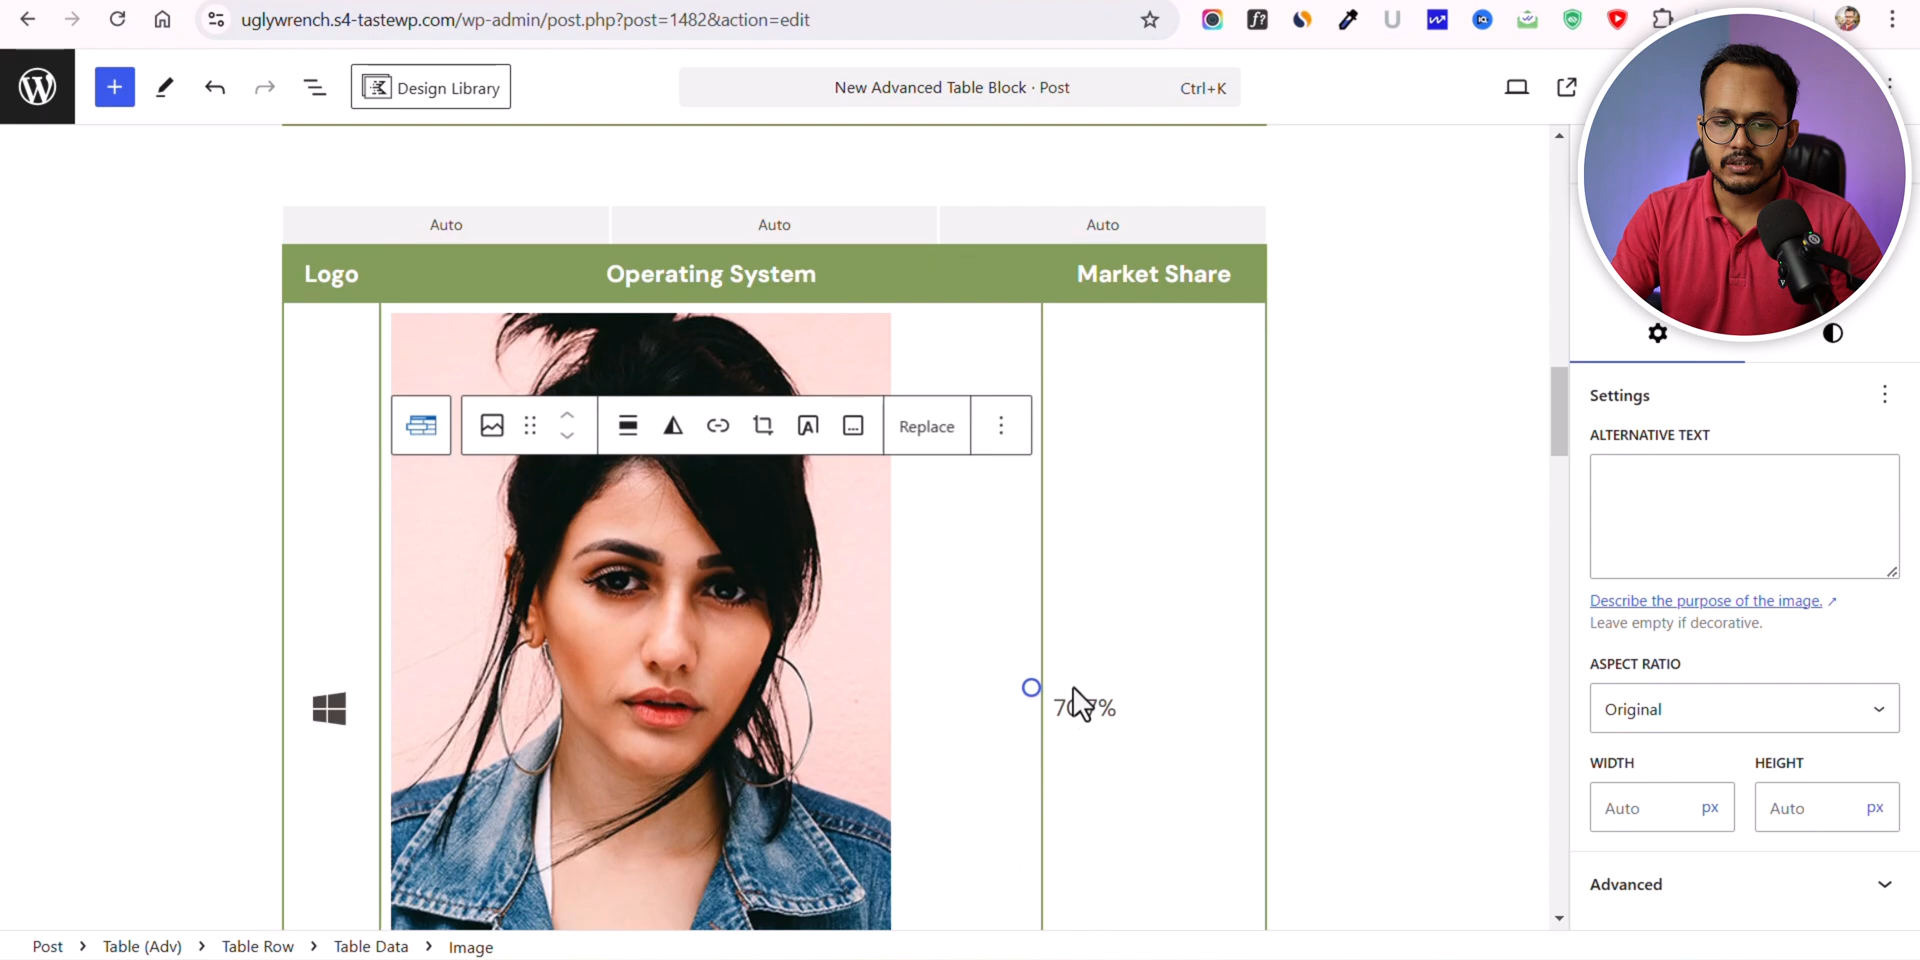 uglywrench.s4-tastewp.com/wp-admin/post.php?post=1482&action=edit
Design Library
New Advanced Table Block · Post
Ctrl+K
Auto
Auto
Auto
Logo
Operating System
Market Share
Replace
Settings
ALTERNATIVE TEXT
Describe the purpose of the image. ↗
Leave empty if decorative.
ASPECT RATIO
Original
WIDTH
HEIGHT
Auto
px
Auto
px
Advanced
Post
Table (Adv)
Table Row
Table Data
Image